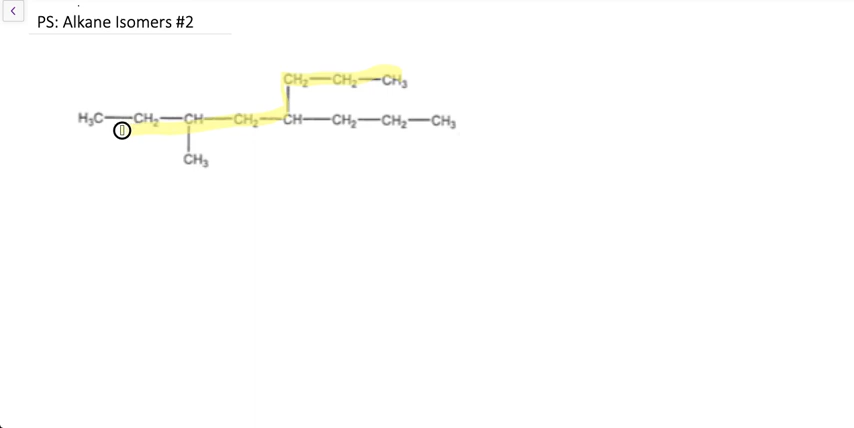 PS: Alkane Isomers #2
CH₂—CH₂—CH₃
H₃C—CH₂—CH—CH₂—CH—CH₂—CH₂—CH₃
CH₃